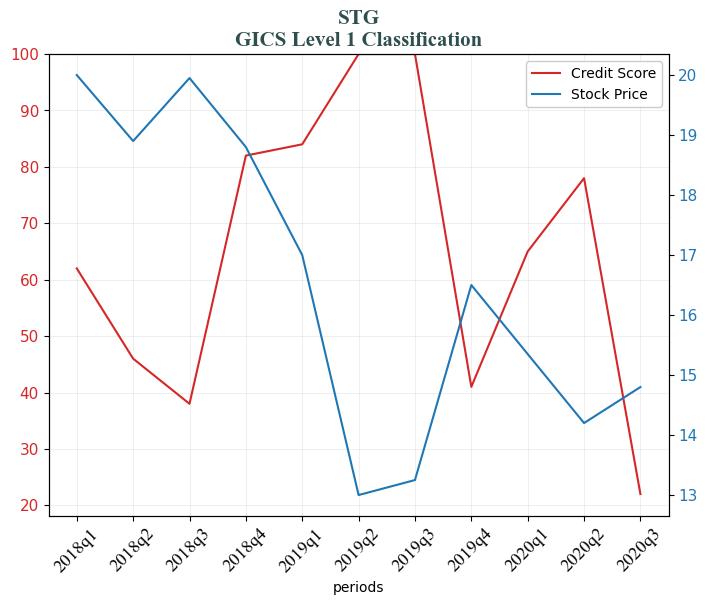 STG
GICS Level 1 Classification
Credit Score
Stock Price
100
90
80
70
60
50
40
30
20
20
19
18
17
16
15
14
13
2018q1
2018q2
2018q3
2018q4
2019q1
2019q2
2019q3
2019q4
2020q1
2020q2
2020q3
periods